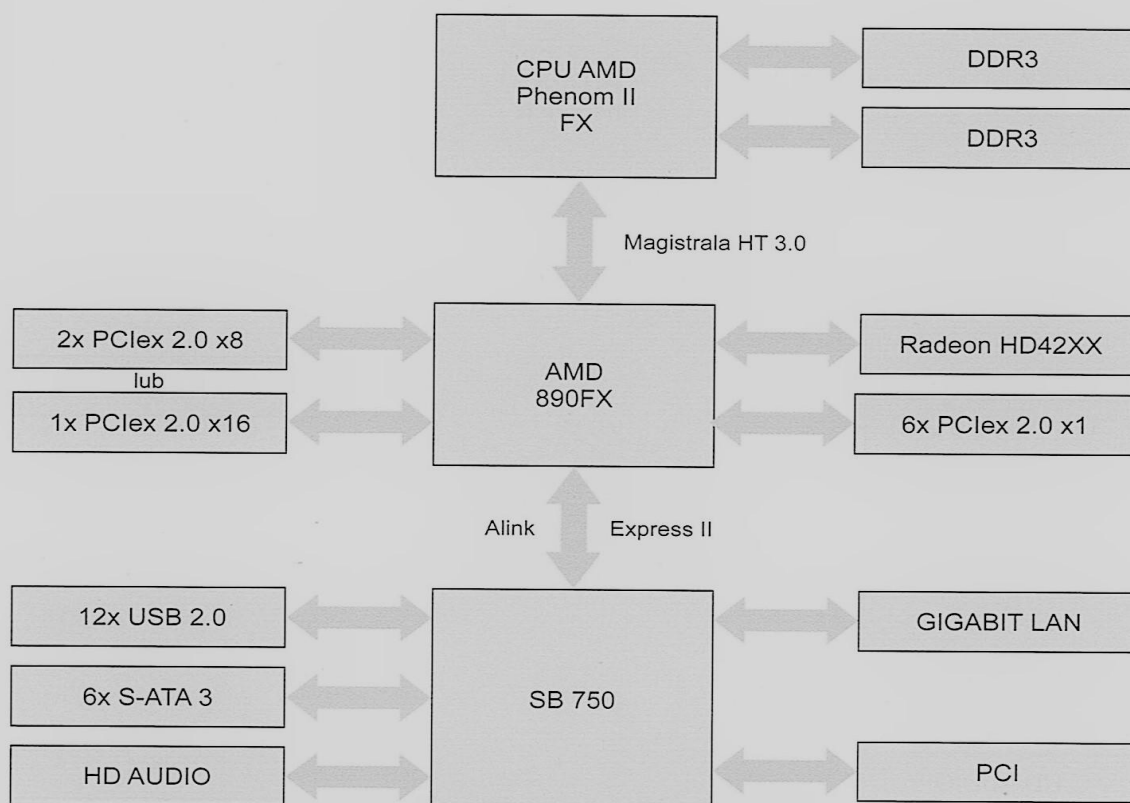 CPU AMD
Phenom II
FX
DDR3
DDR3
Magistrala HT 3.0
2x PCIex 2.0 x8
lub
1x PCIex 2.0 x16
AMD
890FX
Radeon HD42XX
6x PCIex 2.0 x1
Alink Express II
12x USB 2.0
6x S-ATA 3
HD AUDIO
SB 750
GIGABIT LAN
PCI